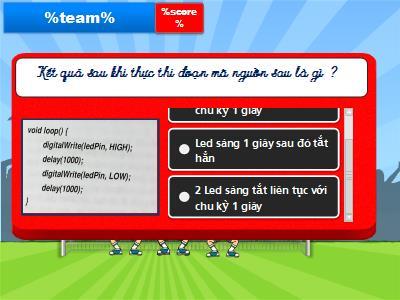 %team%
%score
%
Kết quả sau khi thực thi đoạn mã nguồn sau là gì ?
void loop() {
digitalWrite(ledPin, HIGH);
delay(1000);
digitalWrite(ledPin, LOW);
delay(1000);
}
chu kỳ 1 giây
Led sáng 1 giây sau đó tắt
hẳn
2 Led sáng tắt liên tục với
chu kỳ 1 giây